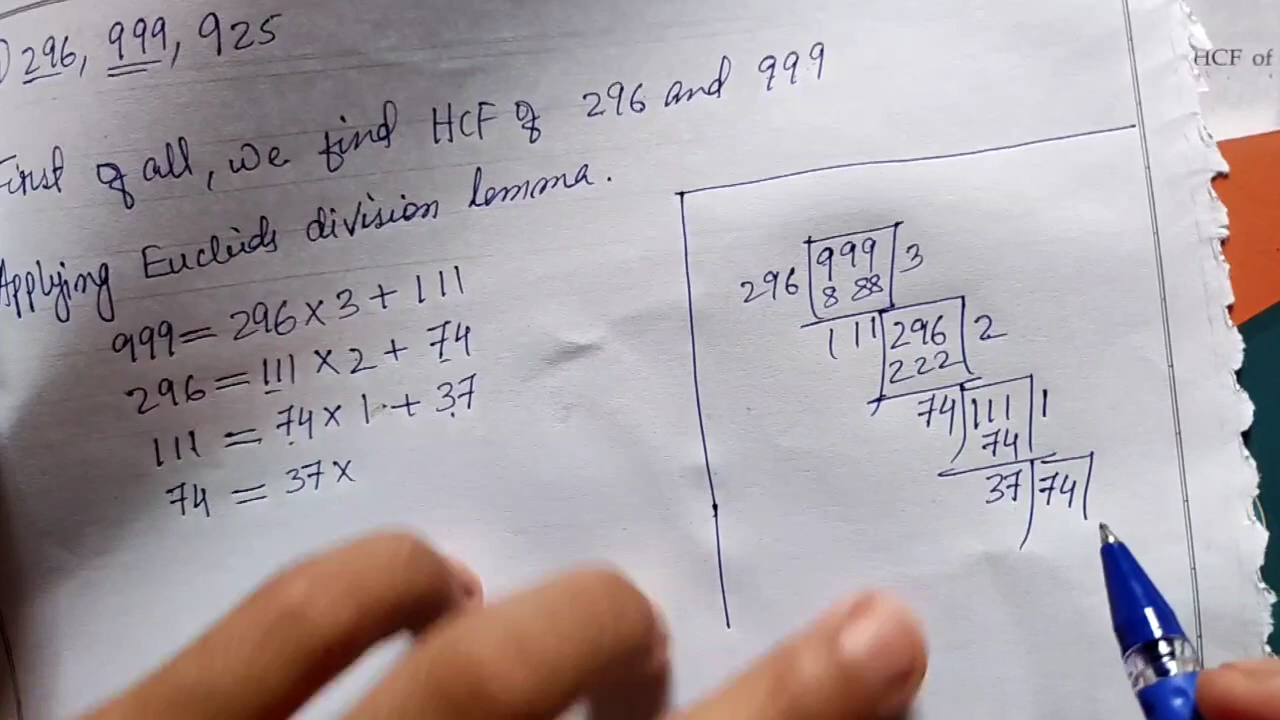 ) 296, 999, 925
First of all, we find HCF of 296 and 999
Applying Euclids division lemma.
999 = 296 × 3 + 111
296 = 111 × 2 + 74
111 = 74 × 1 + 37
74 = 37 ×
296 999 3
888
111 296 2
222
74 111 1
74
37 74
HCF of